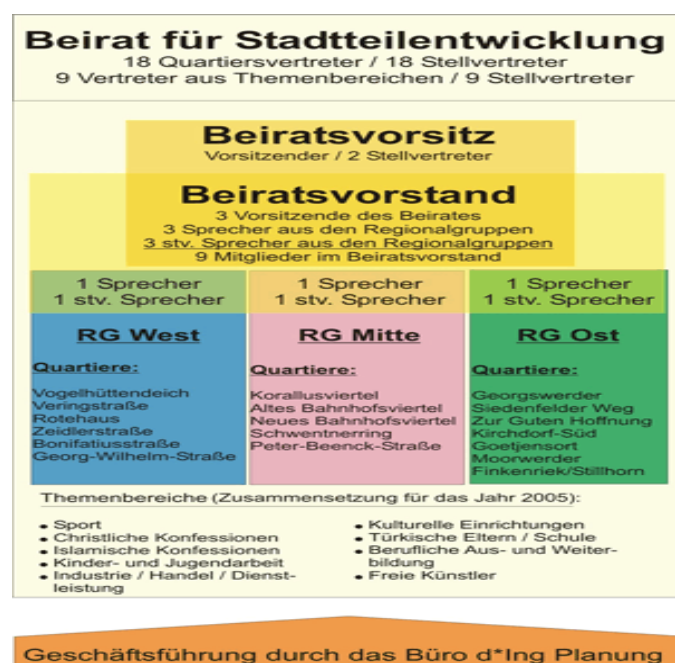 Beirat für Stadtteilentwicklung
18 Quartiersvertreter / 18 Stellvertreter
9 Vertreter aus Themenbereichen / 9 Stellvertreter
Beiratsvorsitz
Vorsitzender / 2 Stellvertreter
Beiratsvorstand
3 Vorsitzende des Beirates
3 Sprecher aus den Regionalgruppen
3 stv. Sprecher aus den Regionalgruppen
9 Mitglieder im Beiratsvorstand
1 Sprecher
1 stv. Sprecher
RG West
Quartiere:
Vogelhüttendeich
Veringstraße
Rotehaus
Zeidlerstraße
Bonifatiusstraße
Georg-Wilhelm-Straße
1 Sprecher
1 stv. Sprecher
RG Mitte
Quartiere:
Korallusviertel
Altes Bahnhofsviertel
Neues Bahnhofsviertel
Schwentnerring
Peter-Beenck-Straße
1 Sprecher
1 stv. Sprecher
RG Ost
Quartiere:
Georgswerder
Siedenfelder Weg
Zur Guten Hoffnung
Kirchdorf-Süd
Goetjensort
Moorwerder
Finkenriek/Stillhorn
Themenbereiche (Zusammensetzung für das Jahr 2005):
• Sport
• Christliche Konfessionen
• Islamische Konfessionen
• Kinder- und Jugendarbeit
• Industrie / Handel / Dienst-
leistung
• Kulturelle Einrichtungen
• Türkische Eltern / Schule
• Berufliche Aus- und Weiter-
bildung
• Freie Künstler
Geschäftsführung durch das Büro d*Ing Planung